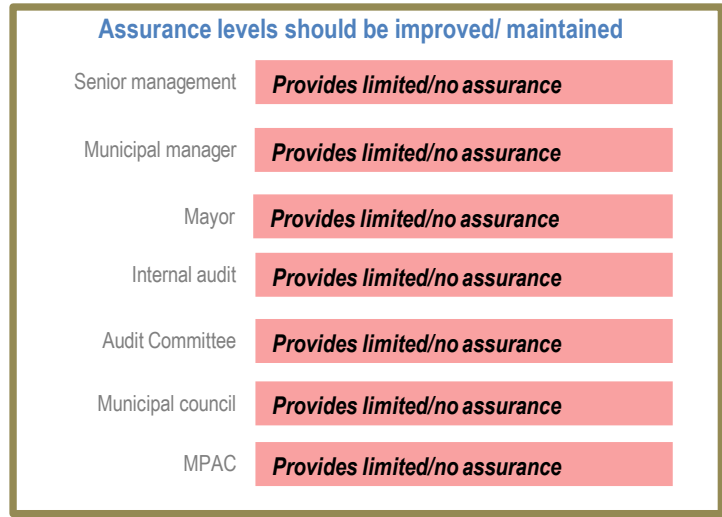 Assurance levels should be improved/ maintained
Senior management Provides limited/no assurance
Municipal manager Provides limited/no assurance
Mayor Provides limited/no assurance
Internal audit Provides limited/no assurance
Audit Committee Provides limited/no assurance
Municipal council Provides limited/no assurance
MPAC Provides limited/no assurance